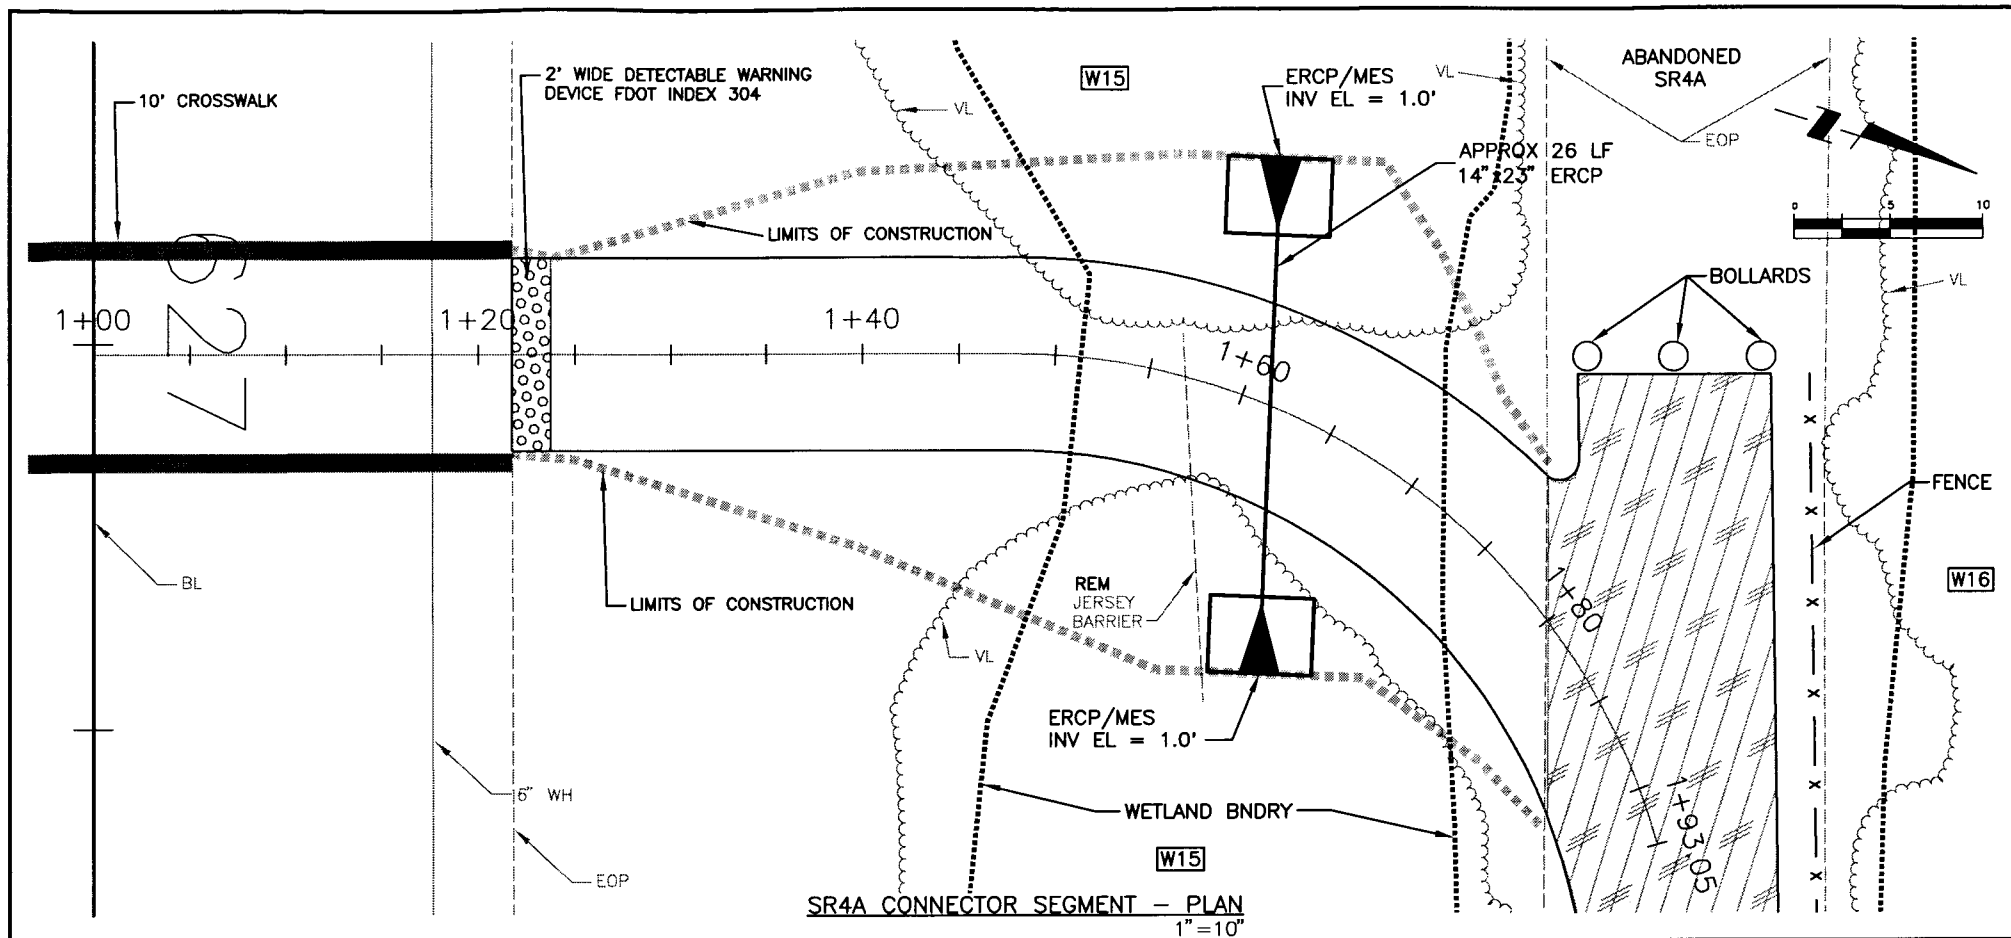 10' CROSSWALK
2' WIDE DETECTABLE WARNING
DEVICE FDOT INDEX 304
VL
W15
ERCP/MES
INV EL = 1.0'
VL
ABANDONED
SR4A
EOP
APPROX 26 LF
14"x23" ERCP
0 5 10
LIMITS OF CONSTRUCTION
BOLLARDS
VL
729
1+00
1+20
1+40
1+60
1+80
1+93.05
FENCE
W16
BL
LIMITS OF CONSTRUCTION
REM
JERSEY
BARRIER
VL
ERCP/MES
INV EL = 1.0'
6" WH
WETLAND BNDRY
W15
EOP
x x x x x x
SR4A CONNECTOR SEGMENT – PLAN
1"=10"